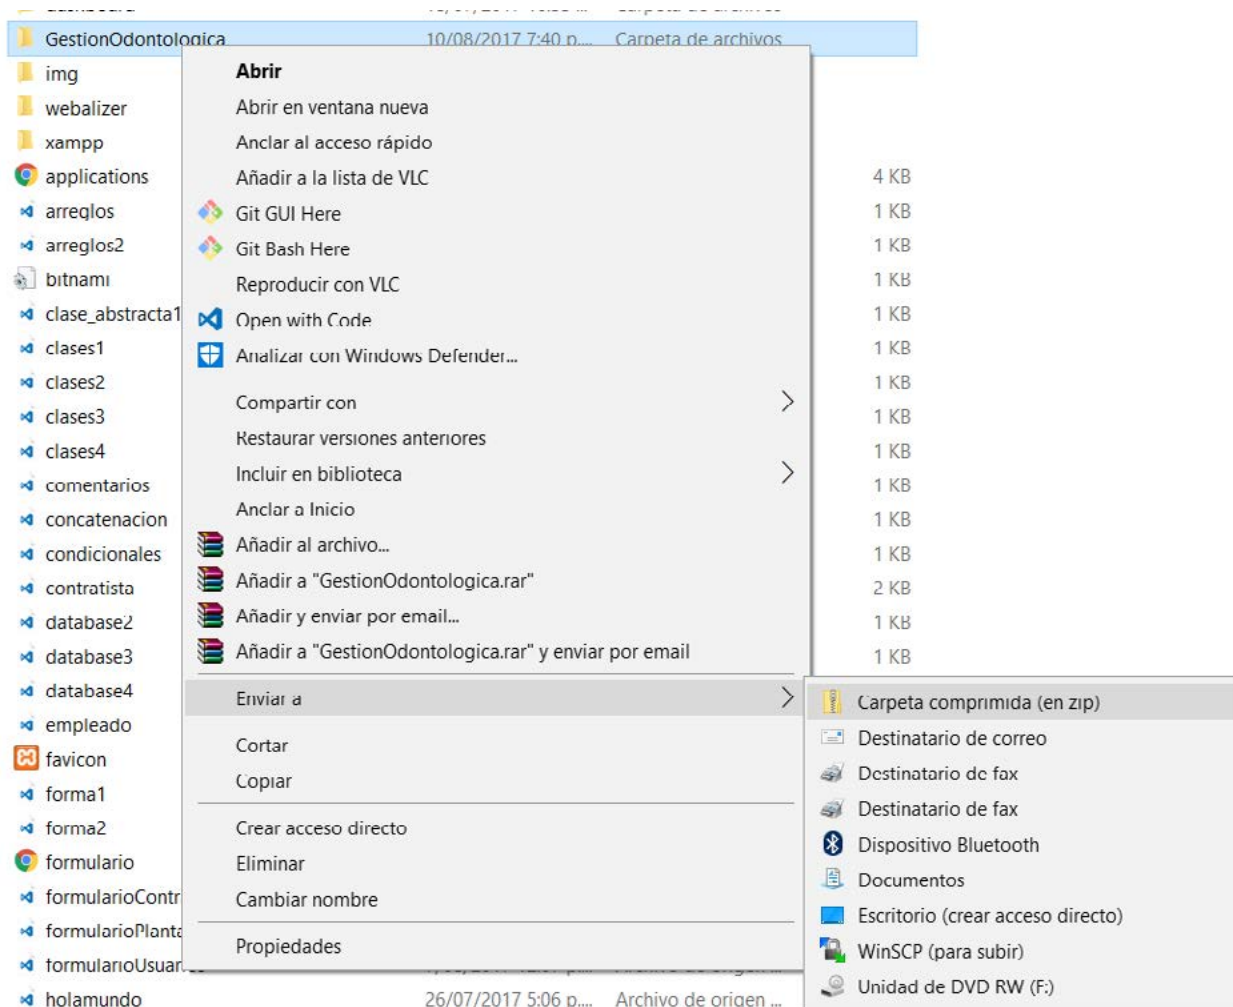 GestionOdontologica 10/08/2017 7:40 p.... Carpeta de archivos
img
webalizer
xampp
applications 4 KB
arreglos 1 KB
arreglos2 1 KB
bitnami 1 KB
clase_abstracta1 1 KB
clases1 1 KB
clases2 1 KB
clases3 1 KB
clases4 1 KB
comentarios 1 KB
concatenacion 1 KB
condicionales 1 KB
contratista 2 KB
database2 1 KB
database3 1 KB
database4
empleado
favicon
forma1
forma2
formulario
formularioContr
formularioPlanta
formularioUsuar
holamundo 26/07/2017 5:06 p.... Archivo de origen ...
Abrir
Abrir en ventana nueva
Anclar al acceso rápido
Añadir a la lista de VLC
Git GUI Here
Git Bash Here
Reproducir con VLC
Open with Code
Analizar con Windows Defender...
Compartir con
Restaurar versiones anteriores
Incluir en biblioteca
Anclar a Inicio
Añadir al archivo...
Añadir a "GestionOdontologica.rar"
Añadir y enviar por email...
Añadir a "GestionOdontologica.rar" y enviar por email
Enviar a
Cortar
Copiar
Crear acceso directo
Eliminar
Cambiar nombre
Propiedades
Carpeta comprimida (en zip)
Destinatario de correo
Destinatario de fax
Destinatario de fax
Dispositivo Bluetooth
Documentos
Escritorio (crear acceso directo)
WinSCP (para subir)
Unidad de DVD RW (F:)